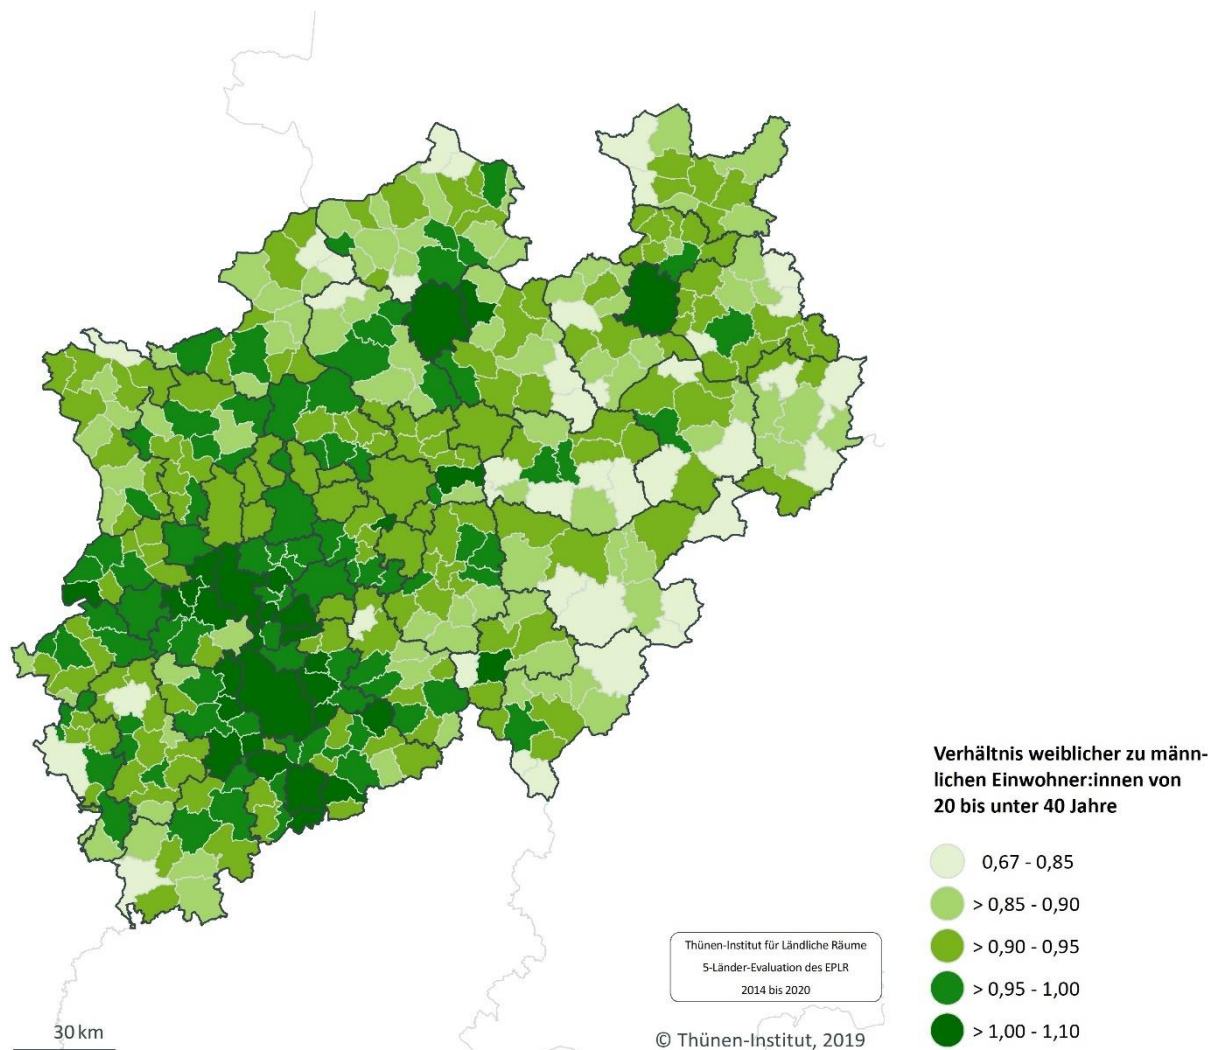 Verhältnis weiblicher zu männ-
lichen Einwohner:innen von
20 bis unter 40 Jahre
0,67 - 0,85
> 0,85 - 0,90
> 0,90 - 0,95
> 0,95 - 1,00
> 1,00 - 1,10
Thünen-Institut für Ländliche Räume
5-Länder-Evaluation des EPLR
2014 bis 2020
30 km
© Thünen-Institut, 2019